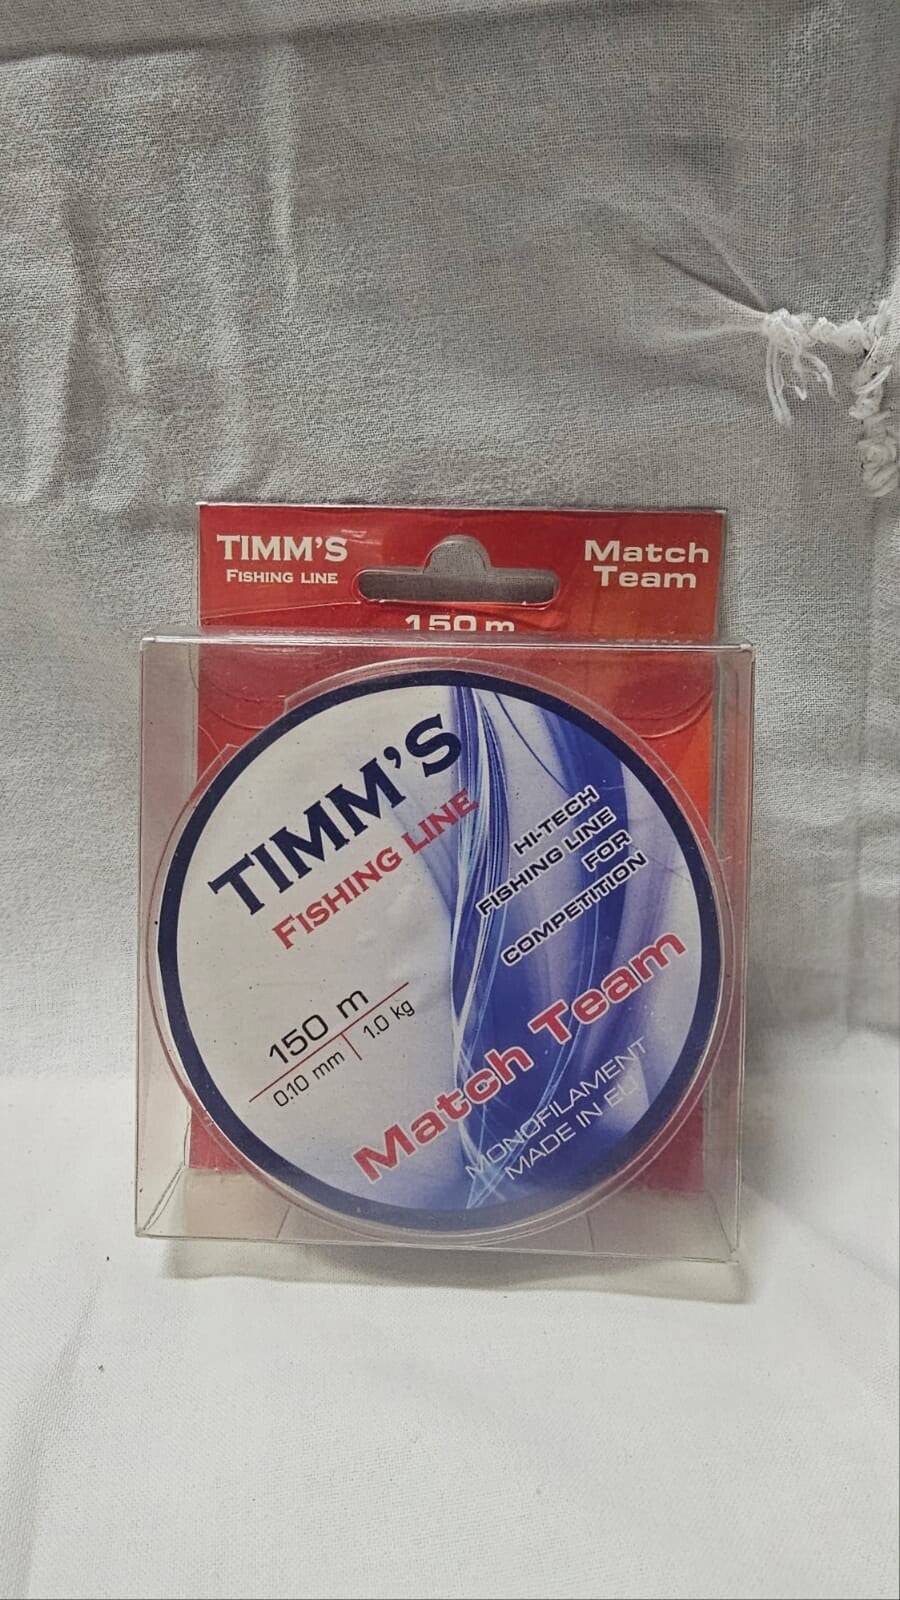 TIMM'S
FISHING LINE
Match
Team
150 m
TIMM'S
FISHING LINE
HI-TECH
FISHING LINE
FOR
COMPETITION
150 m
0.10 mm 1.0 kg
Match Team
MONOFILAMENT
MADE IN EU